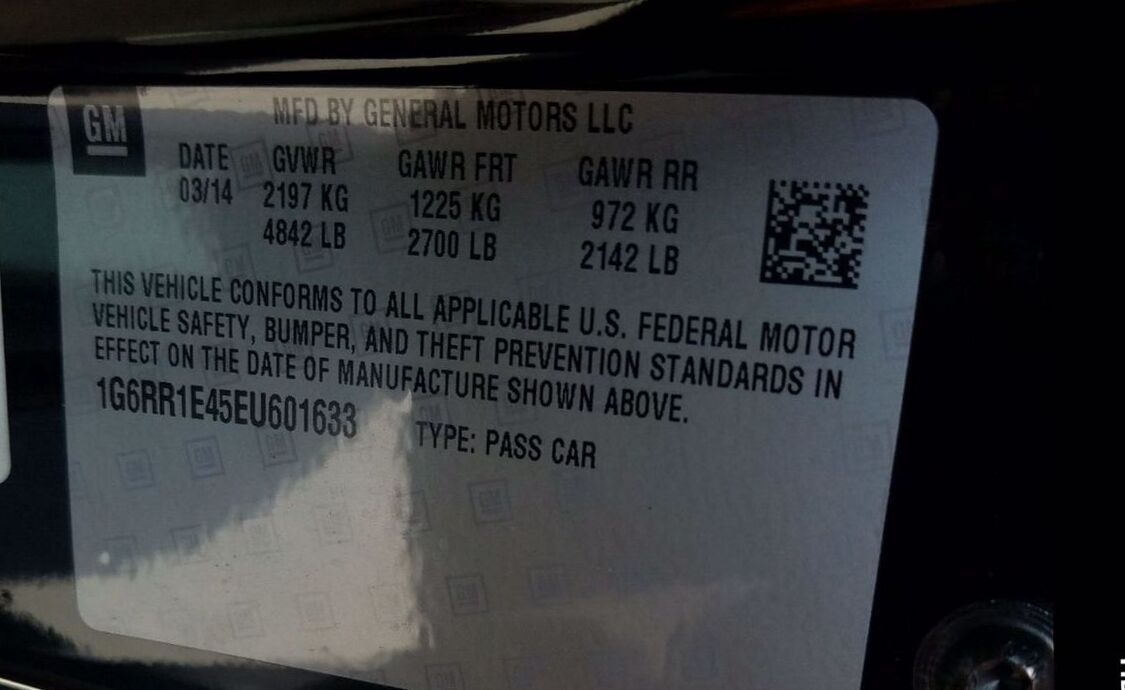 GM
MFD BY GENERAL MOTORS LLC
DATE GVWR GAWR FRT GAWR RR
03/14 2197 KG 1225 KG 972 KG
4842 LB 2700 LB 2142 LB
THIS VEHICLE CONFORMS TO ALL APPLICABLE U.S. FEDERAL MOTOR
VEHICLE SAFETY, BUMPER, AND THEFT PREVENTION STANDARDS IN
EFFECT ON THE DATE OF MANUFACTURE SHOWN ABOVE.
1G6RR1E45EU601633 TYPE: PASS CAR